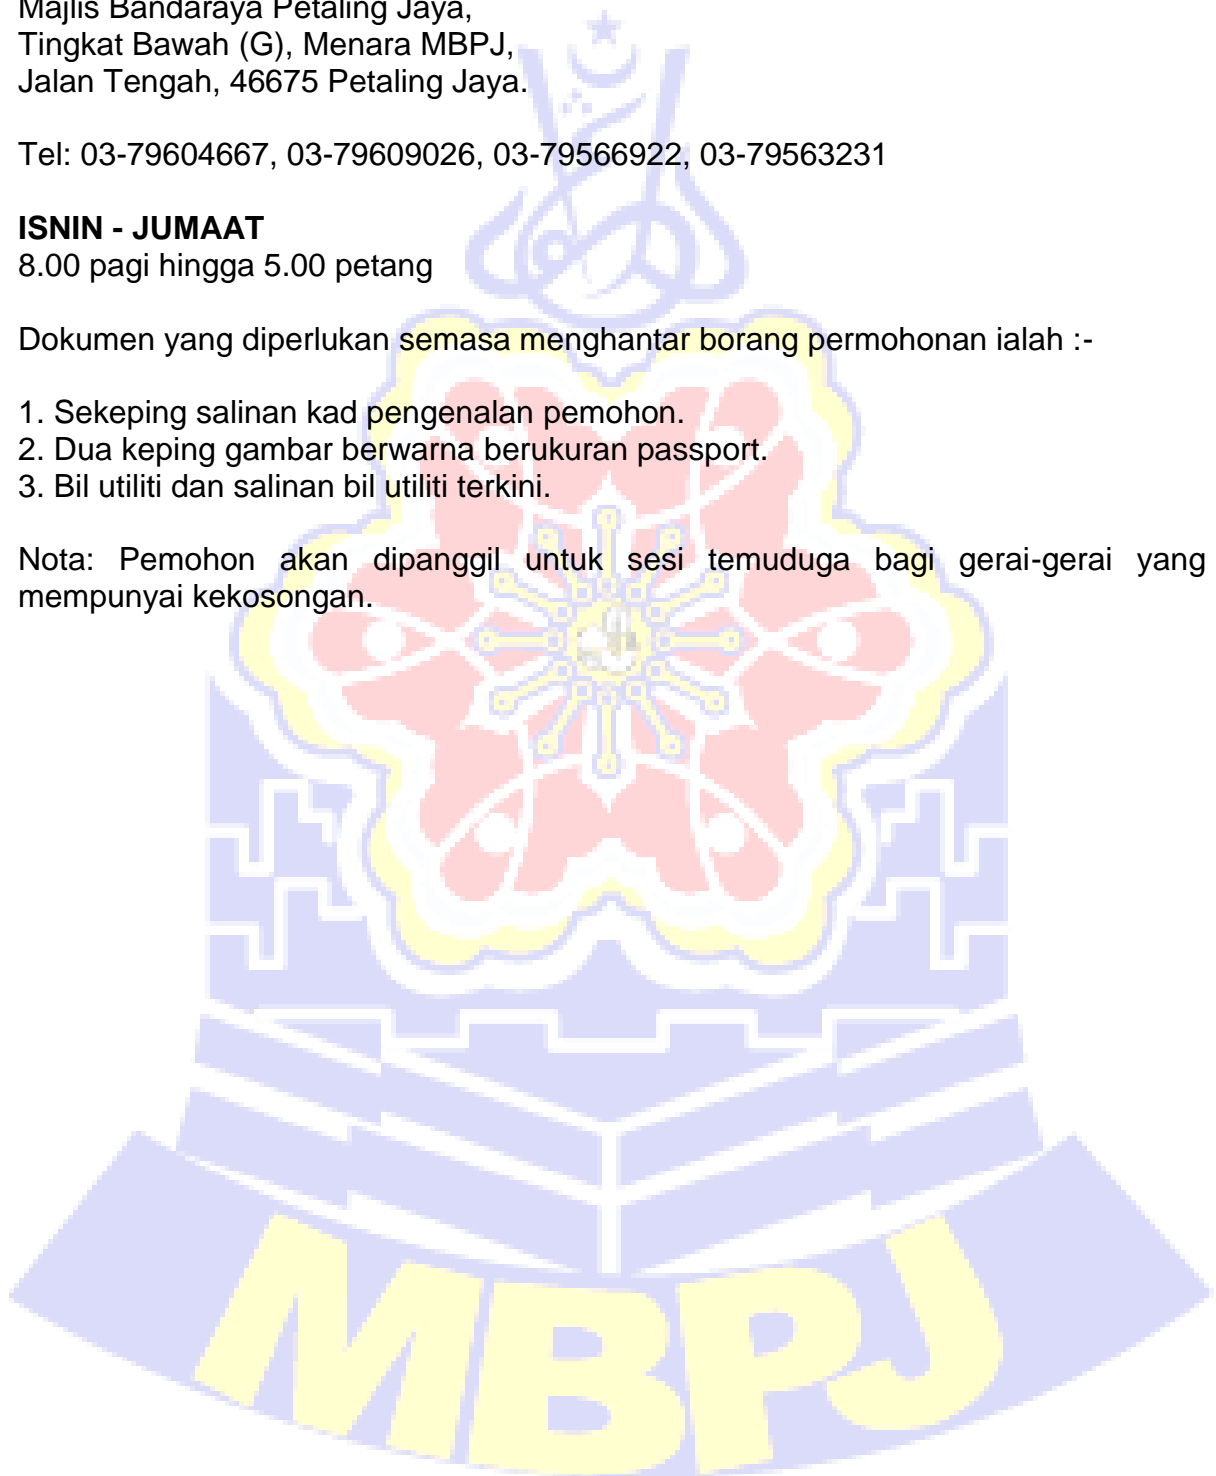 Majlis Bandaraya Petaling Jaya,
Tingkat Bawah (G), Menara MBPJ,
Jalan Tengah, 46675 Petaling Jaya.
Tel: 03-79604667, 03-79609026, 03-79566922, 03-79563231
ISNIN - JUMAAT
8.00 pagi hingga 5.00 petang
Dokumen yang diperlukan semasa menghantar borang permohonan ialah :-
1. Sekeping salinan kad pengenalan pemohon.
2. Dua keping gambar berwarna berukuran passport.
3. Bil utiliti dan salinan bil utiliti terkini.
Nota: Pemohon akan dipanggil untuk sesi temuduga bagi gerai-gerai yang
mempunyai kekosongan.
MBPJ